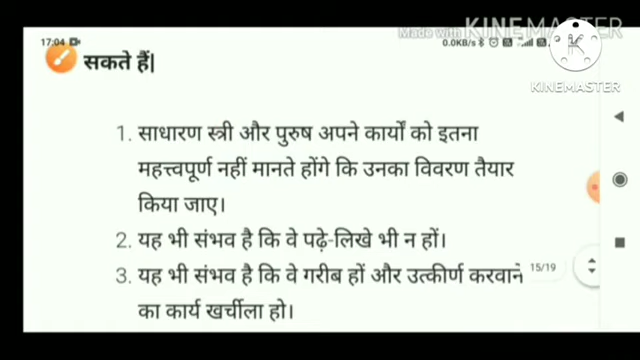 Made with KINEMASTER
17:04
0.0KB/s
KINEMASTER
सकते हैं|
1. साधारण स्त्री और पुरुष अपने कार्यों को इतना
महत्त्वपूर्ण नहीं मानते होंगे कि उनका विवरण तैयार
किया जाए।
2. यह भी संभव है कि वे पढ़े-लिखे भी न हों।
3. यह भी संभव है कि वे गरीब हों और उत्कीर्ण करवाने
15/19
का कार्य खर्चीला हो।